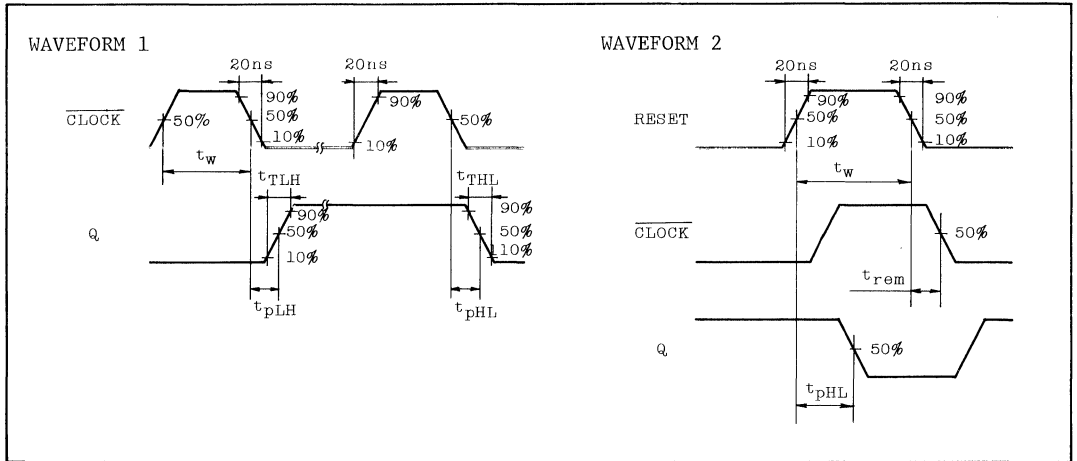 WAVEFORM 1
20ns
20ns
90%
90%
CLOCK
50%
50%
50%
10%
10%
tw
tTLH
tTHL
90%
90%
Q
50%
50%
10%
110%
tpLH
tpHL
WAVEFORM 2
20ns
20ns
90%
90%
RESET
50%
50%
10%
10%
tw
CLOCK
50%
trem
Q
50%
tpHL